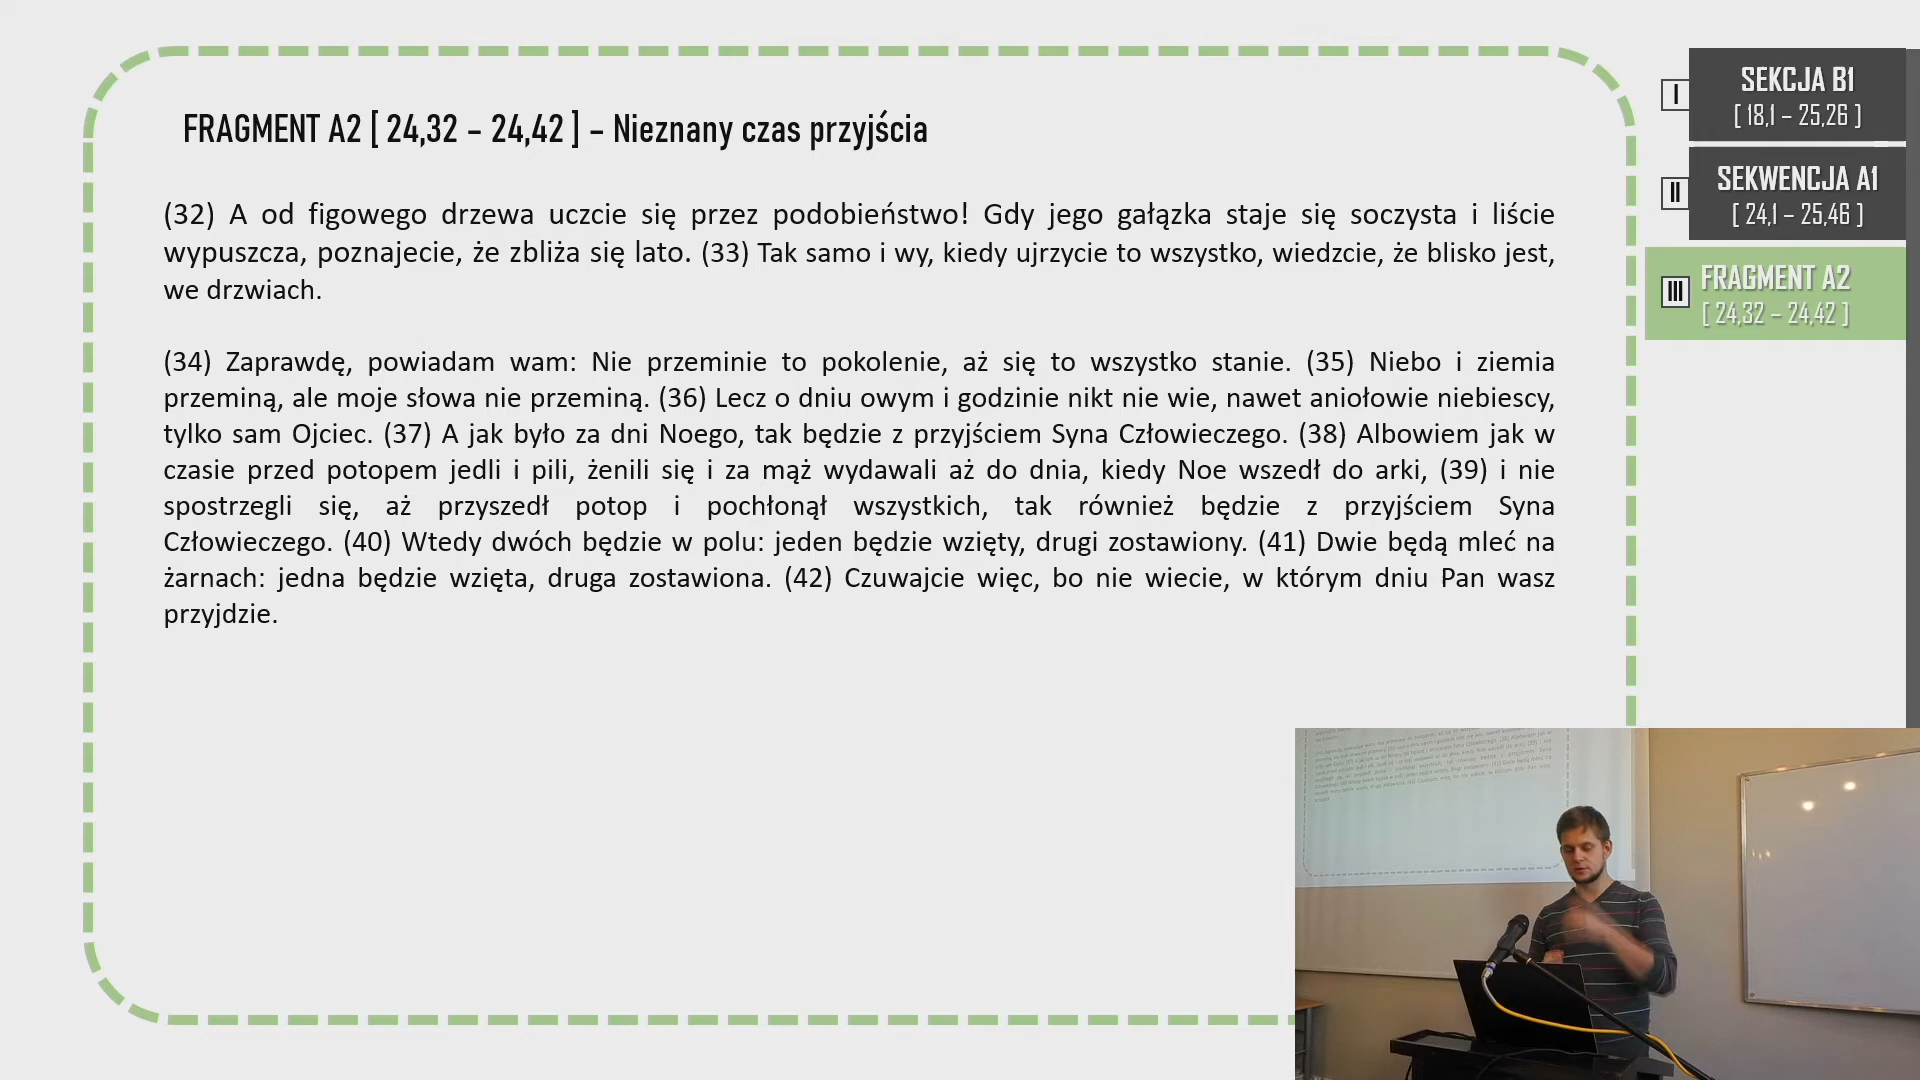 FRAGMENT A2 [ 24,32 – 24,42 ] – Nieznany czas przyjścia
(32) A od figowego drzewa uczcie się przez podobieństwo! Gdy jego gałązka staje się soczysta i liście
wypuszcza, poznajecie, że zbliża się lato. (33) Tak samo i wy, kiedy ujrzycie to wszystko, wiedzcie, że blisko jest,
we drzwiach.
(34) Zaprawdę, powiadam wam: Nie przeminie to pokolenie, aż się to wszystko stanie. (35) Niebo i ziemia
przeminą, ale moje słowa nie przeminą. (36) Lecz o dniu owym i godzinie nikt nie wie, nawet aniołowie niebiescy,
tylko sam Ojciec. (37) A jak było za dni Noego, tak będzie z przyjściem Syna Człowieczego. (38) Albowiem jak w
czasie przed potopem jedli i pili, żenili się i za mąż wydawali aż do dnia, kiedy Noe wszedł do arki, (39) i nie
spostrzegli się, aż przyszedł potop i pochłonął wszystkich, tak również będzie z przyjściem Syna
Człowieczego. (40) Wtedy dwóch będzie w polu: jeden będzie wzięty, drugi zostawiony. (41) Dwie będą mleć na
żarnach: jedna będzie wzięta, druga zostawiona. (42) Czuwajcie więc, bo nie wiecie, w którym dniu Pan wasz
przyjdzie.
I
SEKCJA B1
[ 18,1 – 25,26 ]
II
SEKWENCJA A1
[ 24,1 – 25,46 ]
III
FRAGMENT A2
[ 24,32 – 24,42 ]